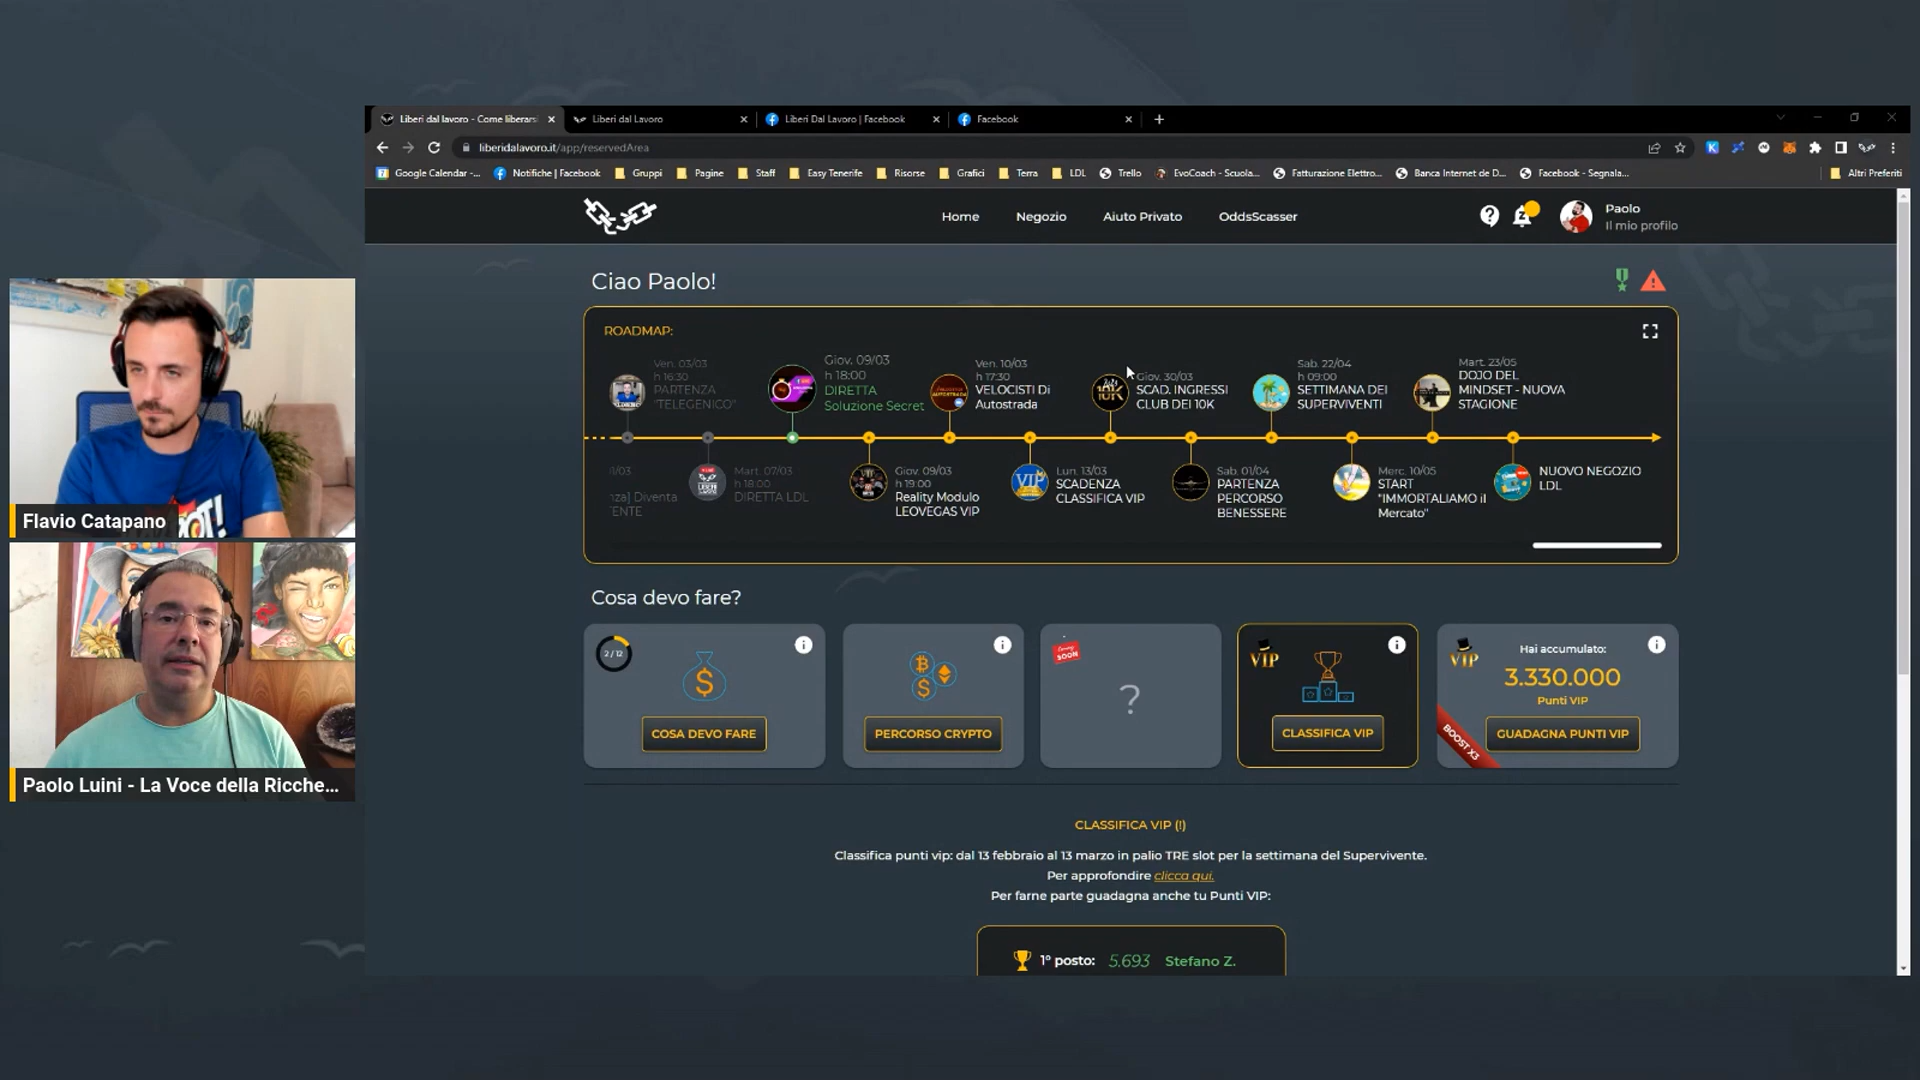 Liberi dal lavoro - Come liberars
Liberi dal Lavoro
Liberi Dal Lavoro | Facebook
Facebook
liberidalavoro.it/app/reservedArea
Google Calendar -...
Notifiche | Facebook
Gruppi
Pagine
Staff
Easy Tenerife
Risorse
Grafici
Terra
LDL
Trello
EvoCoach - Scuola...
Fatturazione Elettro...
Banca Internet de D...
Facebook - Segnala...
Altri Preferiti
Home
Negozio
Aiuto Privato
OddsScasser
Paolo
Il mio profilo
Ciao Paolo!
ROADMAP:
Ven. 03/03
h 16:30
PARTENZA
"TELEGENICO"
Giov. 09/03
h 18:00
DIRETTA
Soluzione Secret
Ven. 10/03
h 17:30
VELOCISTI Di
Autostrada
10K
Giov. 30/03
SCAD. INGRESSI
CLUB DEI 10K
Sab. 22/04
h 09:00
SETTIMANA DEI
SUPERVIVENTI
Mart. 23/05
DOJO DEL
MINDSET - NUOVA
STAGIONE
1/03
nza] Diventa
ENTE
Mart. 07/03
h 18:00
DIRETTA LDL
Giov. 09/03
h 19:00
Reality Modulo
LEOVEGAS VIP
VIP
Lun. 13/03
SCADENZA
CLASSIFICA VIP
Sab. 01/04
PARTENZA
PERCORSO
BENESSERE
Merc. 10/05
START
"IMMORTALIAMO il
Mercato"
NUOVO NEGOZIO
LDL
Cosa devo fare?
2 / 12
COSA DEVO FARE
PERCORSO CRYPTO
Coming
SOON
?
VIP
CLASSIFICA VIP
VIP
Hai accumulato:
3.330.000
Punti VIP
BOOST X3
GUADAGNA PUNTI VIP
CLASSIFICA VIP (!)
Classifica punti vip: dal 13 febbraio al 13 marzo in palio TRE slot per la settimana del Supervivente.
Per approfondire clicca qui.
Per farne parte guadagna anche tu Punti VIP:
1° posto: 5.693 Stefano Z.
Flavio Catapano
Paolo Luini - La Voce della Ricche...